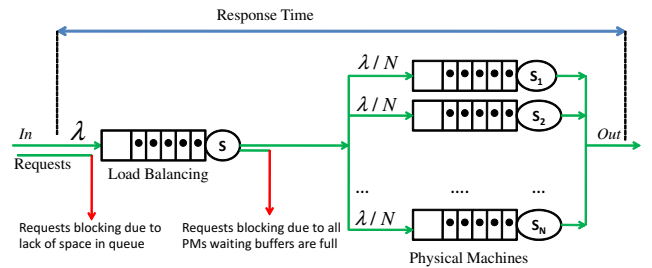 Response Time
λ / N
S1
λ / N
S2
In
λ
S
Out
Requests
Load Balancing
...
....
...
λ / N
SN
Requests blocking due to
lack of space in queue
Requests blocking due to all
PMs waiting buffers are full
Physical Machines